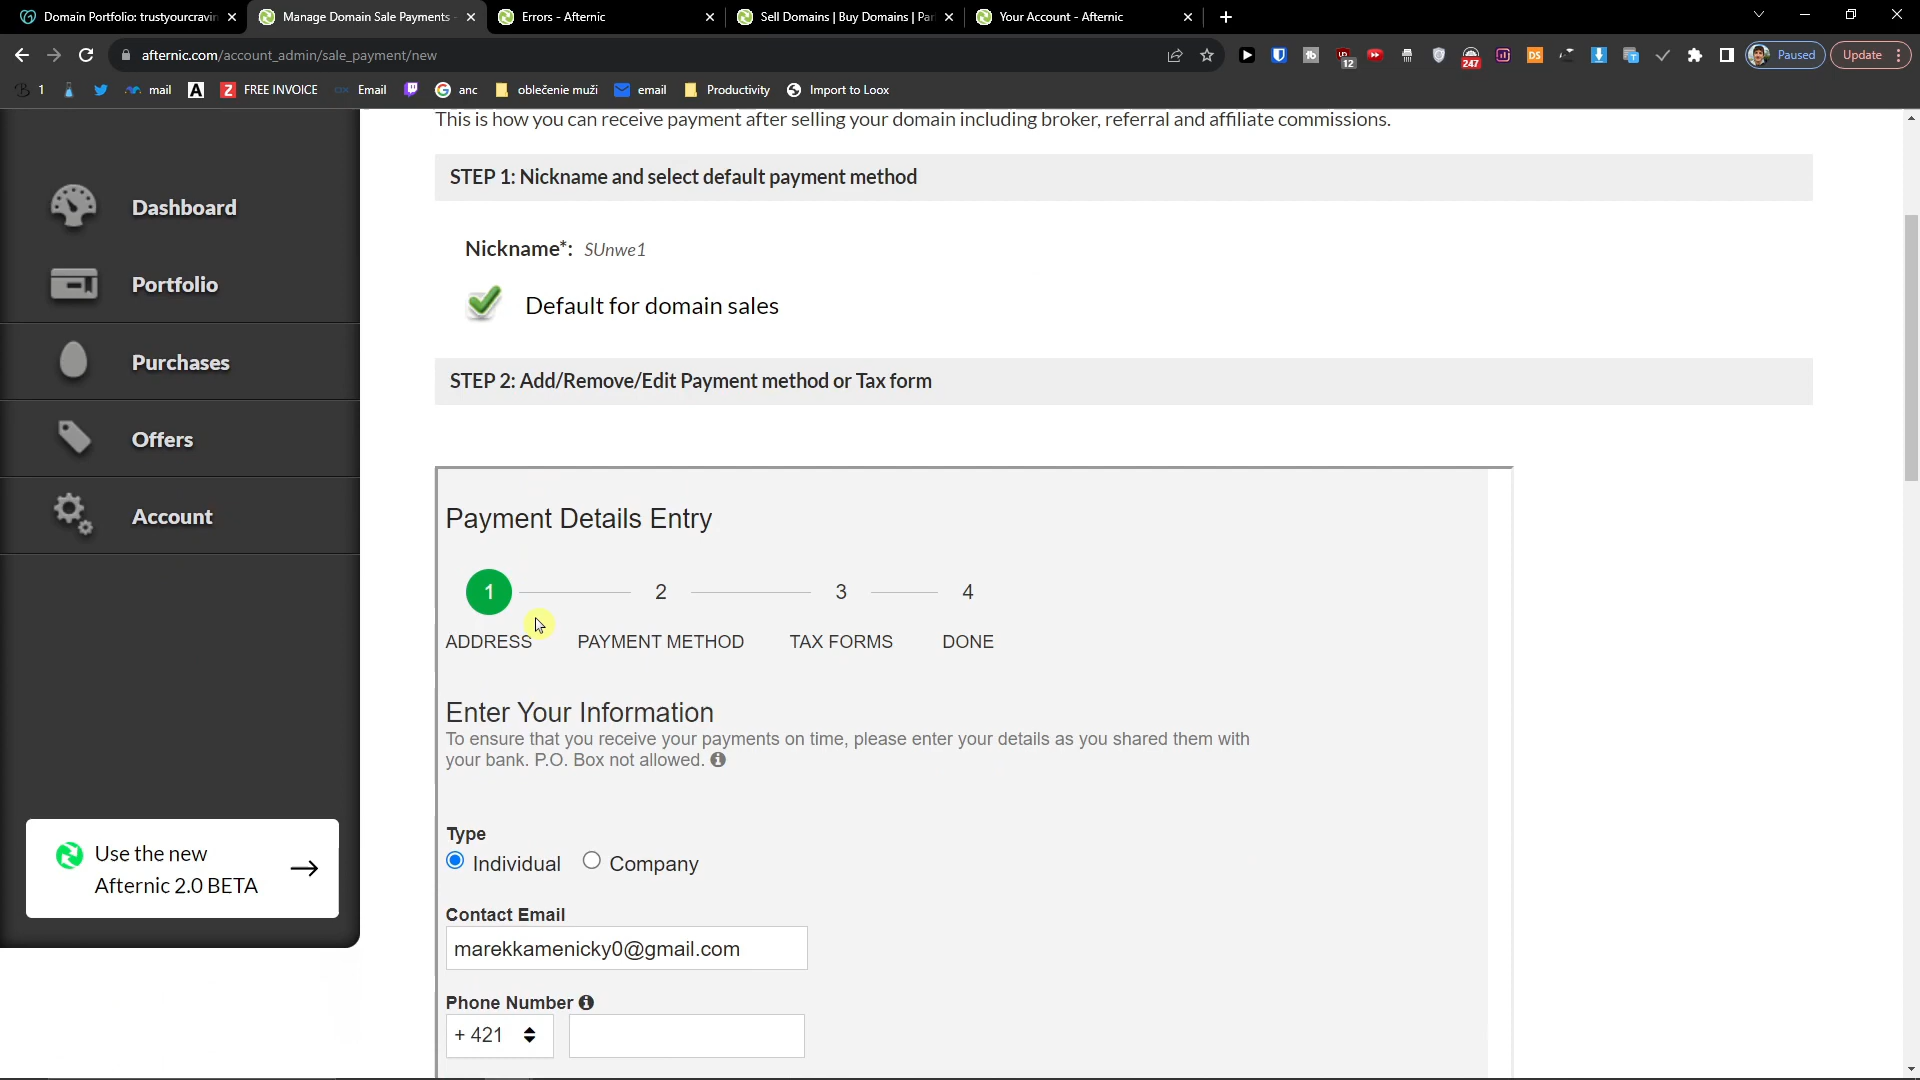 Domain Portfolio: trustyourcravin
Manage Domain Sale Payments -
Errors - Afternic
Sell Domains | Buy Domains | Par
Your Account - Afternic
afternic.com/account_admin/sale_payment/new
12
247
DS
Paused
Update
1
mail
A
Z FREE INVOICE
Email
G anc
oblečenie muži
email
Productivity
Import to Loox
This is how you can receive payment after selling your domain including broker, referral and affiliate commissions.
STEP 1: Nickname and select default payment method
Nickname*: SUnwe1
Default for domain sales
STEP 2: Add/Remove/Edit Payment method or Tax form
Dashboard
Portfolio
Purchases
Offers
Account
Use the new
Afternic 2.0 BETA
Payment Details Entry
1 2 3 4
ADDRESS PAYMENT METHOD TAX FORMS DONE
Enter Your Information
To ensure that you receive your payments on time, please enter your details as you shared them with
your bank. P.O. Box not allowed.
Type
Individual Company
Contact Email
marekkamenicky0@gmail.com
Phone Number
+ 421